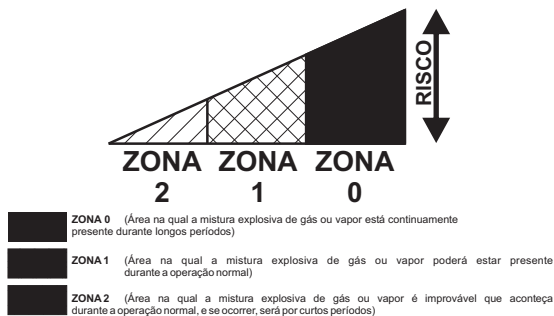 RISCO
ZONA ZONA ZONA
2 1 0
ZONA 0 (Área na qual a mistura explosiva de gás ou vapor está continuamente
presente durante longos períodos)
ZONA 1 (Área na qual a mistura explosiva de gás ou vapor poderá estar presente
durante a operação normal)
ZONA 2 (Área na qual a mistura explosiva de gás ou vapor é improvável que aconteça
durante a operação normal, e se ocorrer, será por curtos períodos)